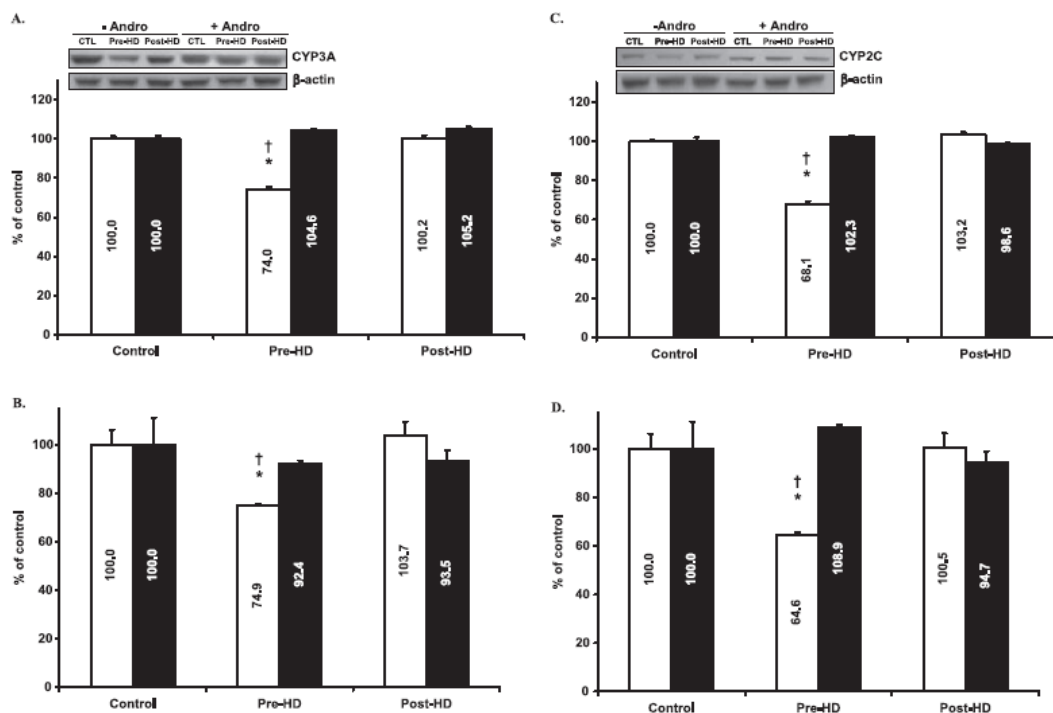 A.
- Andro + Andro
CTL Pre-HD Post-HD CTL Pre-HD Post-HD
CYP3A
β-actin
120
100
80
60
40
20
0
% of control
100.0
100.0
74.0
104.6
100.2
105.2
†
*
Control Pre-HD Post-HD
C.
-Andro + Andro
CTL Pre-HD Post-HD CTL Pre-HD Post-HD
CYP2C
β-actin
120
100
80
60
40
20
0
% of control
100.0
100.0
68.1
102.3
103.2
98.6
†
*
Control Pre-HD Post-HD
B.
100
80
60
40
20
0
% of control
100.0
100.0
74.9
92.4
103.7
93.5
†
*
Control Pre-HD Post-HD
D.
100
80
60
40
20
0
% of control
100.0
100.0
64.6
108.9
100.5
94.7
†
*
Control Pre-HD Post-HD